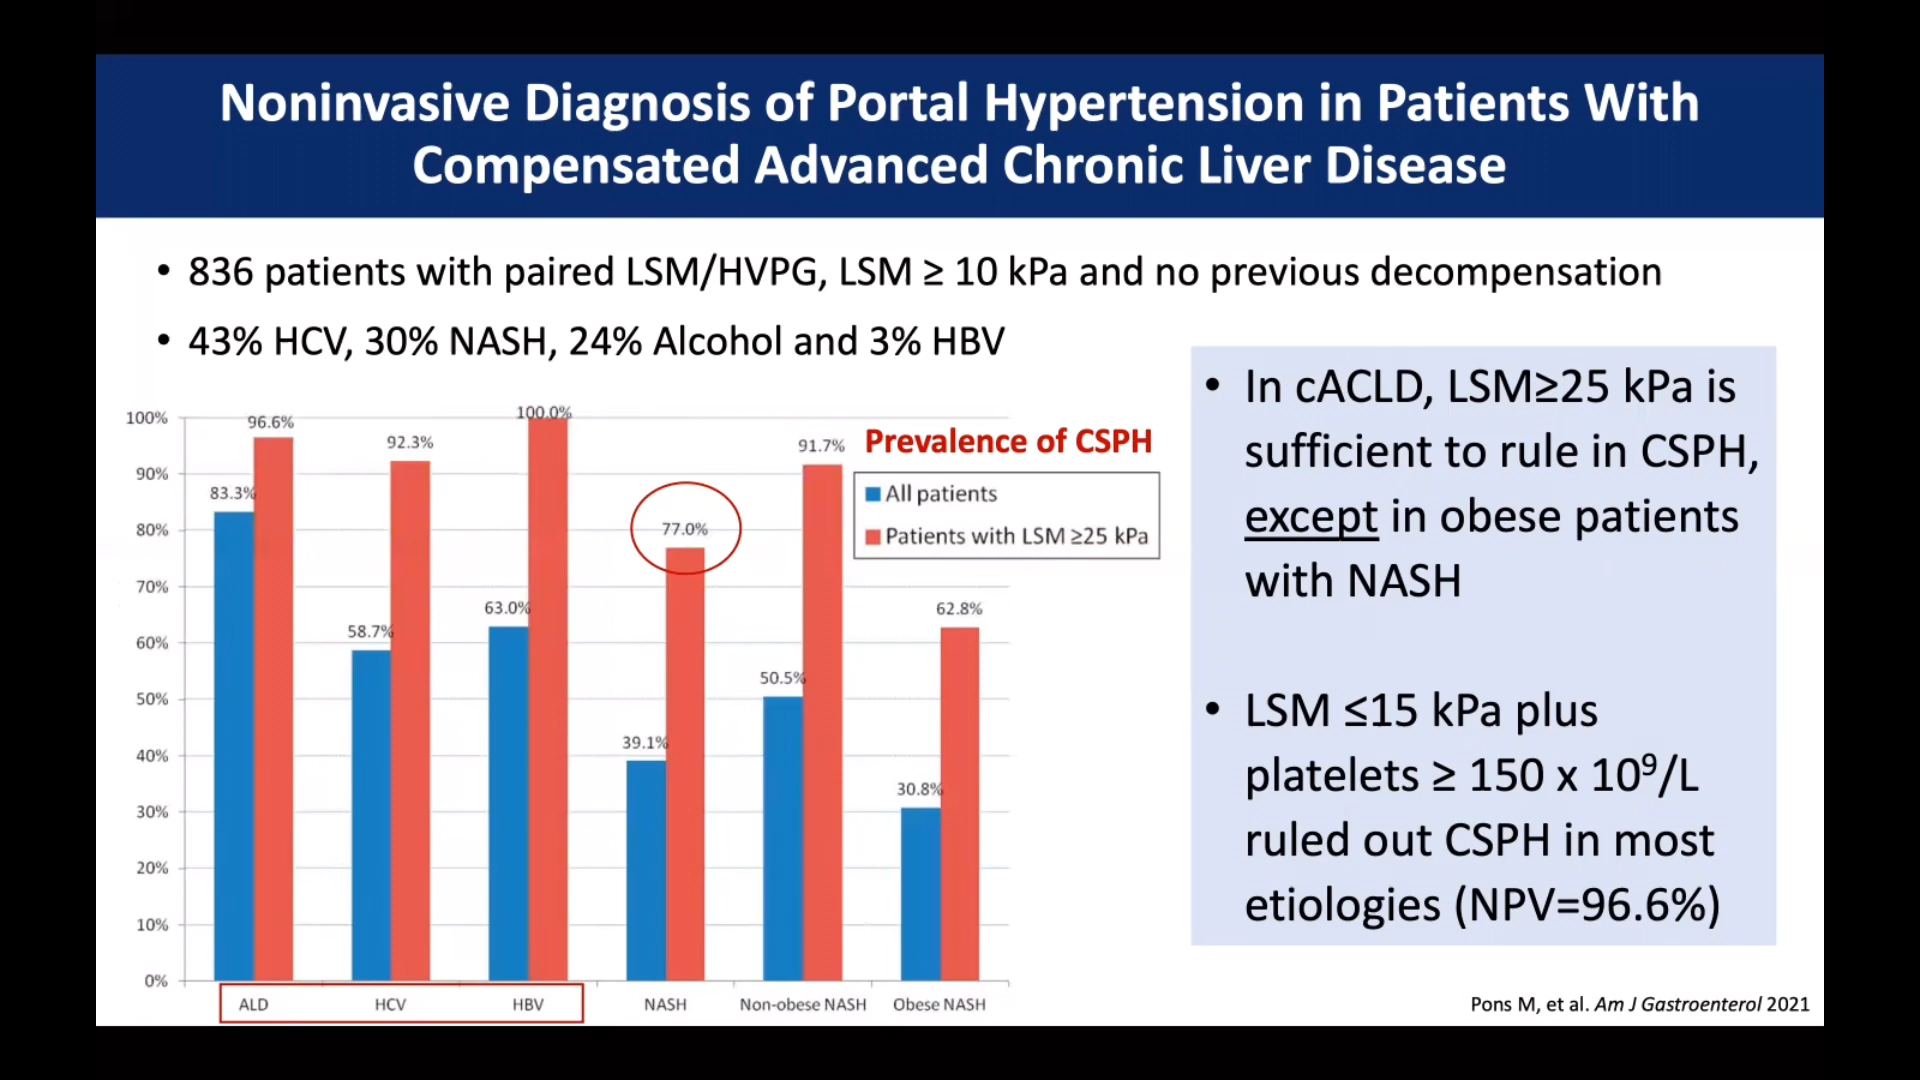 Noninvasive Diagnosis of Portal Hypertension in Patients With
Compensated Advanced Chronic Liver Disease
• 836 patients with paired LSM/HVPG, LSM ≥ 10 kPa and no previous decompensation
• 43% HCV, 30% NASH, 24% Alcohol and 3% HBV
Prevalence of CSPH
All patients
Patients with LSM ≥25 kPa
100%
90%
80%
70%
60%
50%
40%
30%
20%
10%
0%
83.3%
96.6%
58.7%
92.3%
63.0%
100.0%
39.1%
77.0%
50.5%
91.7%
30.8%
62.8%
ALD
HCV
HBV
NASH
Non-obese NASH
Obese NASH
• In cACLD, LSM≥25 kPa is
sufficient to rule in CSPH,
except in obese patients
with NASH
• LSM ≤15 kPa plus
platelets ≥ 150 x 10⁹/L
ruled out CSPH in most
etiologies (NPV=96.6%)
Pons M, et al. Am J Gastroenterol 2021